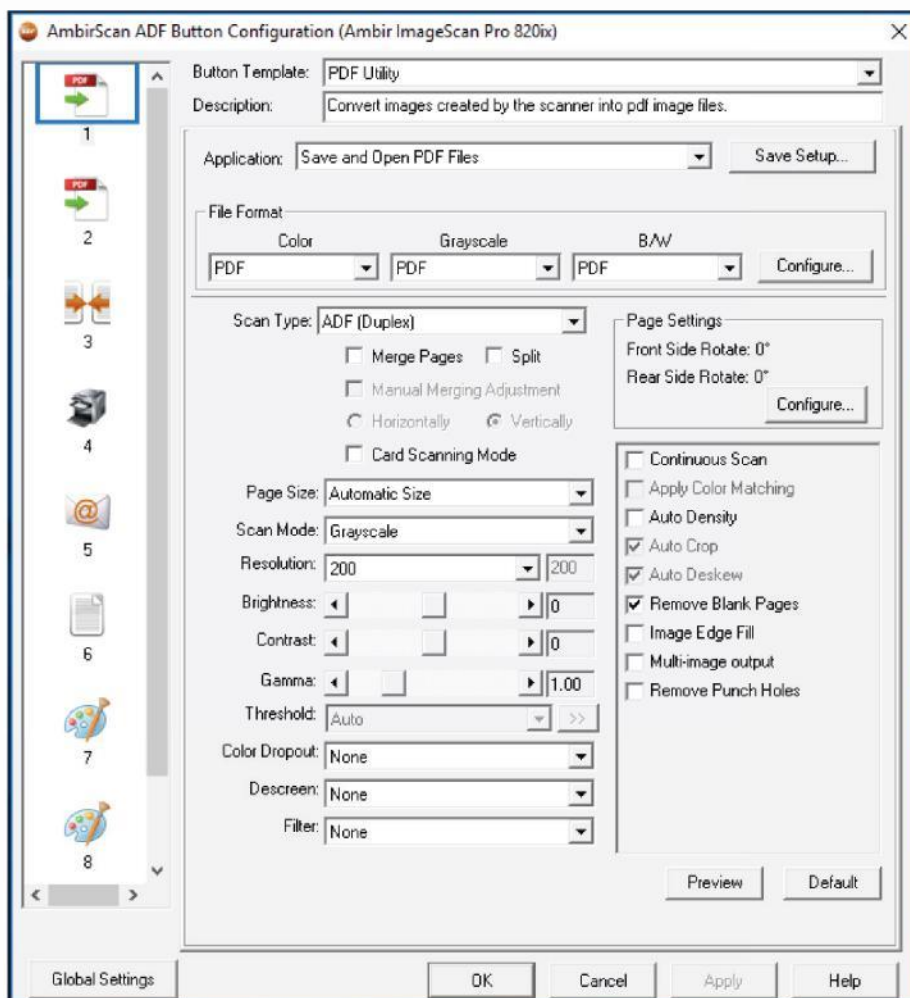 AmbirScan ADF Button Configuration (Ambir ImageScan Pro 820ix)
PDF
1
PDF
2
3
4
@
5
6
7
8
Button Template: PDF Utility
Description: Convert images created by the scanner into pdf image files.
Application: Save and Open PDF Files Save Setup...
File Format
Color Grayscale B/W
PDF PDF PDF Configure...
Scan Type: ADF (Duplex)
Merge Pages Split
Manual Merging Adjustment
Horizontally Vertically
Card Scanning Mode
Page Size: Automatic Size
Scan Mode: Grayscale
Resolution: 200 200
Brightness: 0
Contrast: 0
Gamma: 1.00
Threshold: Auto >>
Color Dropout: None
Descreen: None
Filter: None
Page Settings
Front Side Rotate: 0°
Rear Side Rotate: 0°
Configure...
Continuous Scan
Apply Color Matching
Auto Density
Auto Crop
Auto Deskew
Remove Blank Pages
Image Edge Fill
Multi-image output
Remove Punch Holes
Preview Default
Global Settings OK Cancel Apply Help